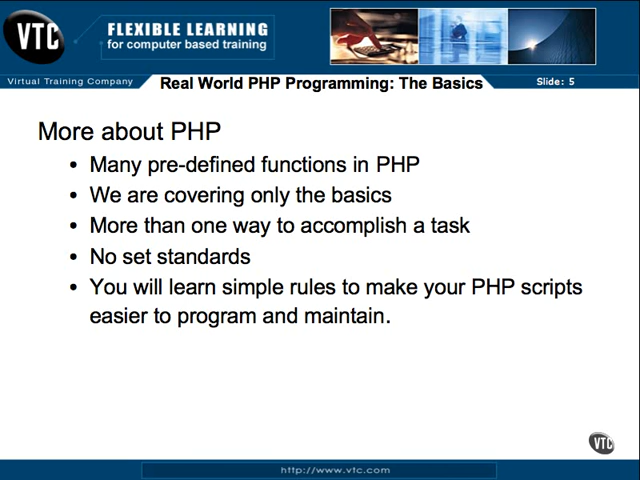 VTC
FLEXIBLE LEARNING
for computer based training
Virtual Training Company
Real World PHP Programming: The Basics
Slide: 5
More about PHP
• Many pre-defined functions in PHP
• We are covering only the basics
• More than one way to accomplish a task
• No set standards
• You will learn simple rules to make your PHP scripts
easier to program and maintain.
VTC
http://www.vtc.com